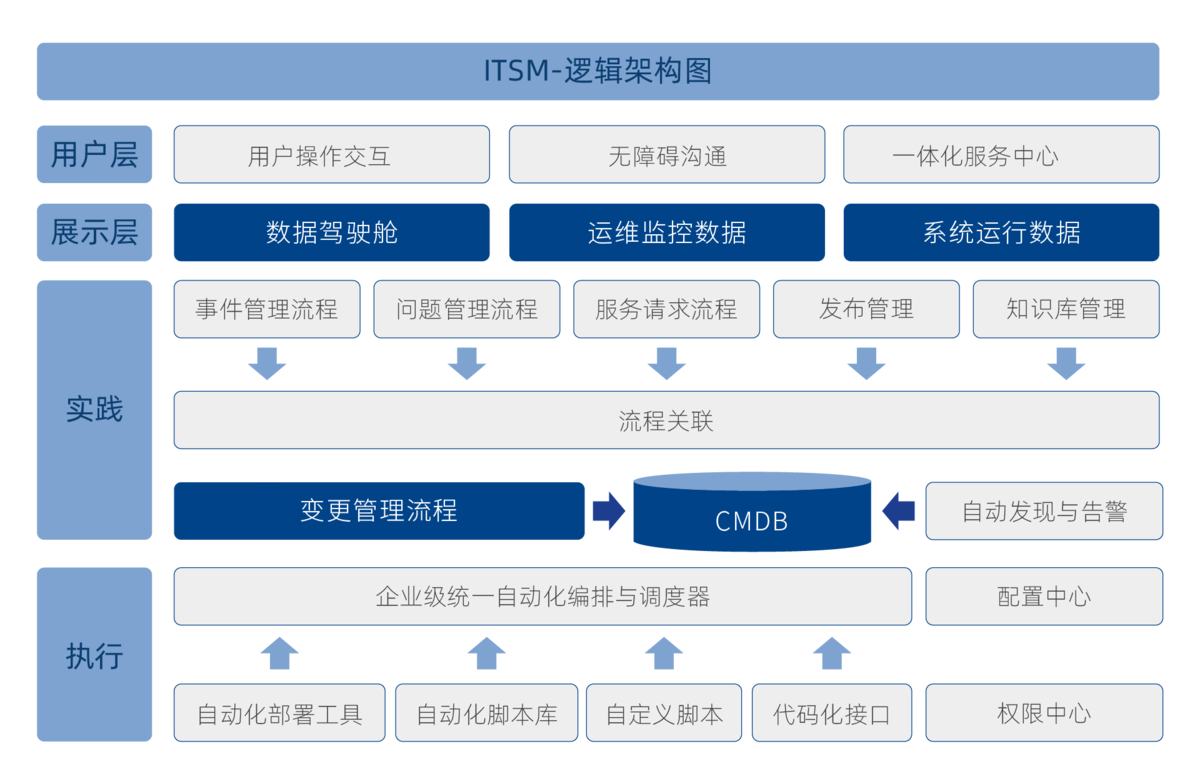 ITSM-逻辑架构图
用户层
用户操作交互
无障碍沟通
一体化服务中心
展示层
数据驾驶舱
运维监控数据
系统运行数据
实践
事件管理流程
问题管理流程
服务请求流程
发布管理
知识库管理
流程关联
变更管理流程
CMDB
自动发现与告警
执行
企业级统一自动化编排与调度器
配置中心
自动化部署工具
自动化脚本库
自定义脚本
代码化接口
权限中心